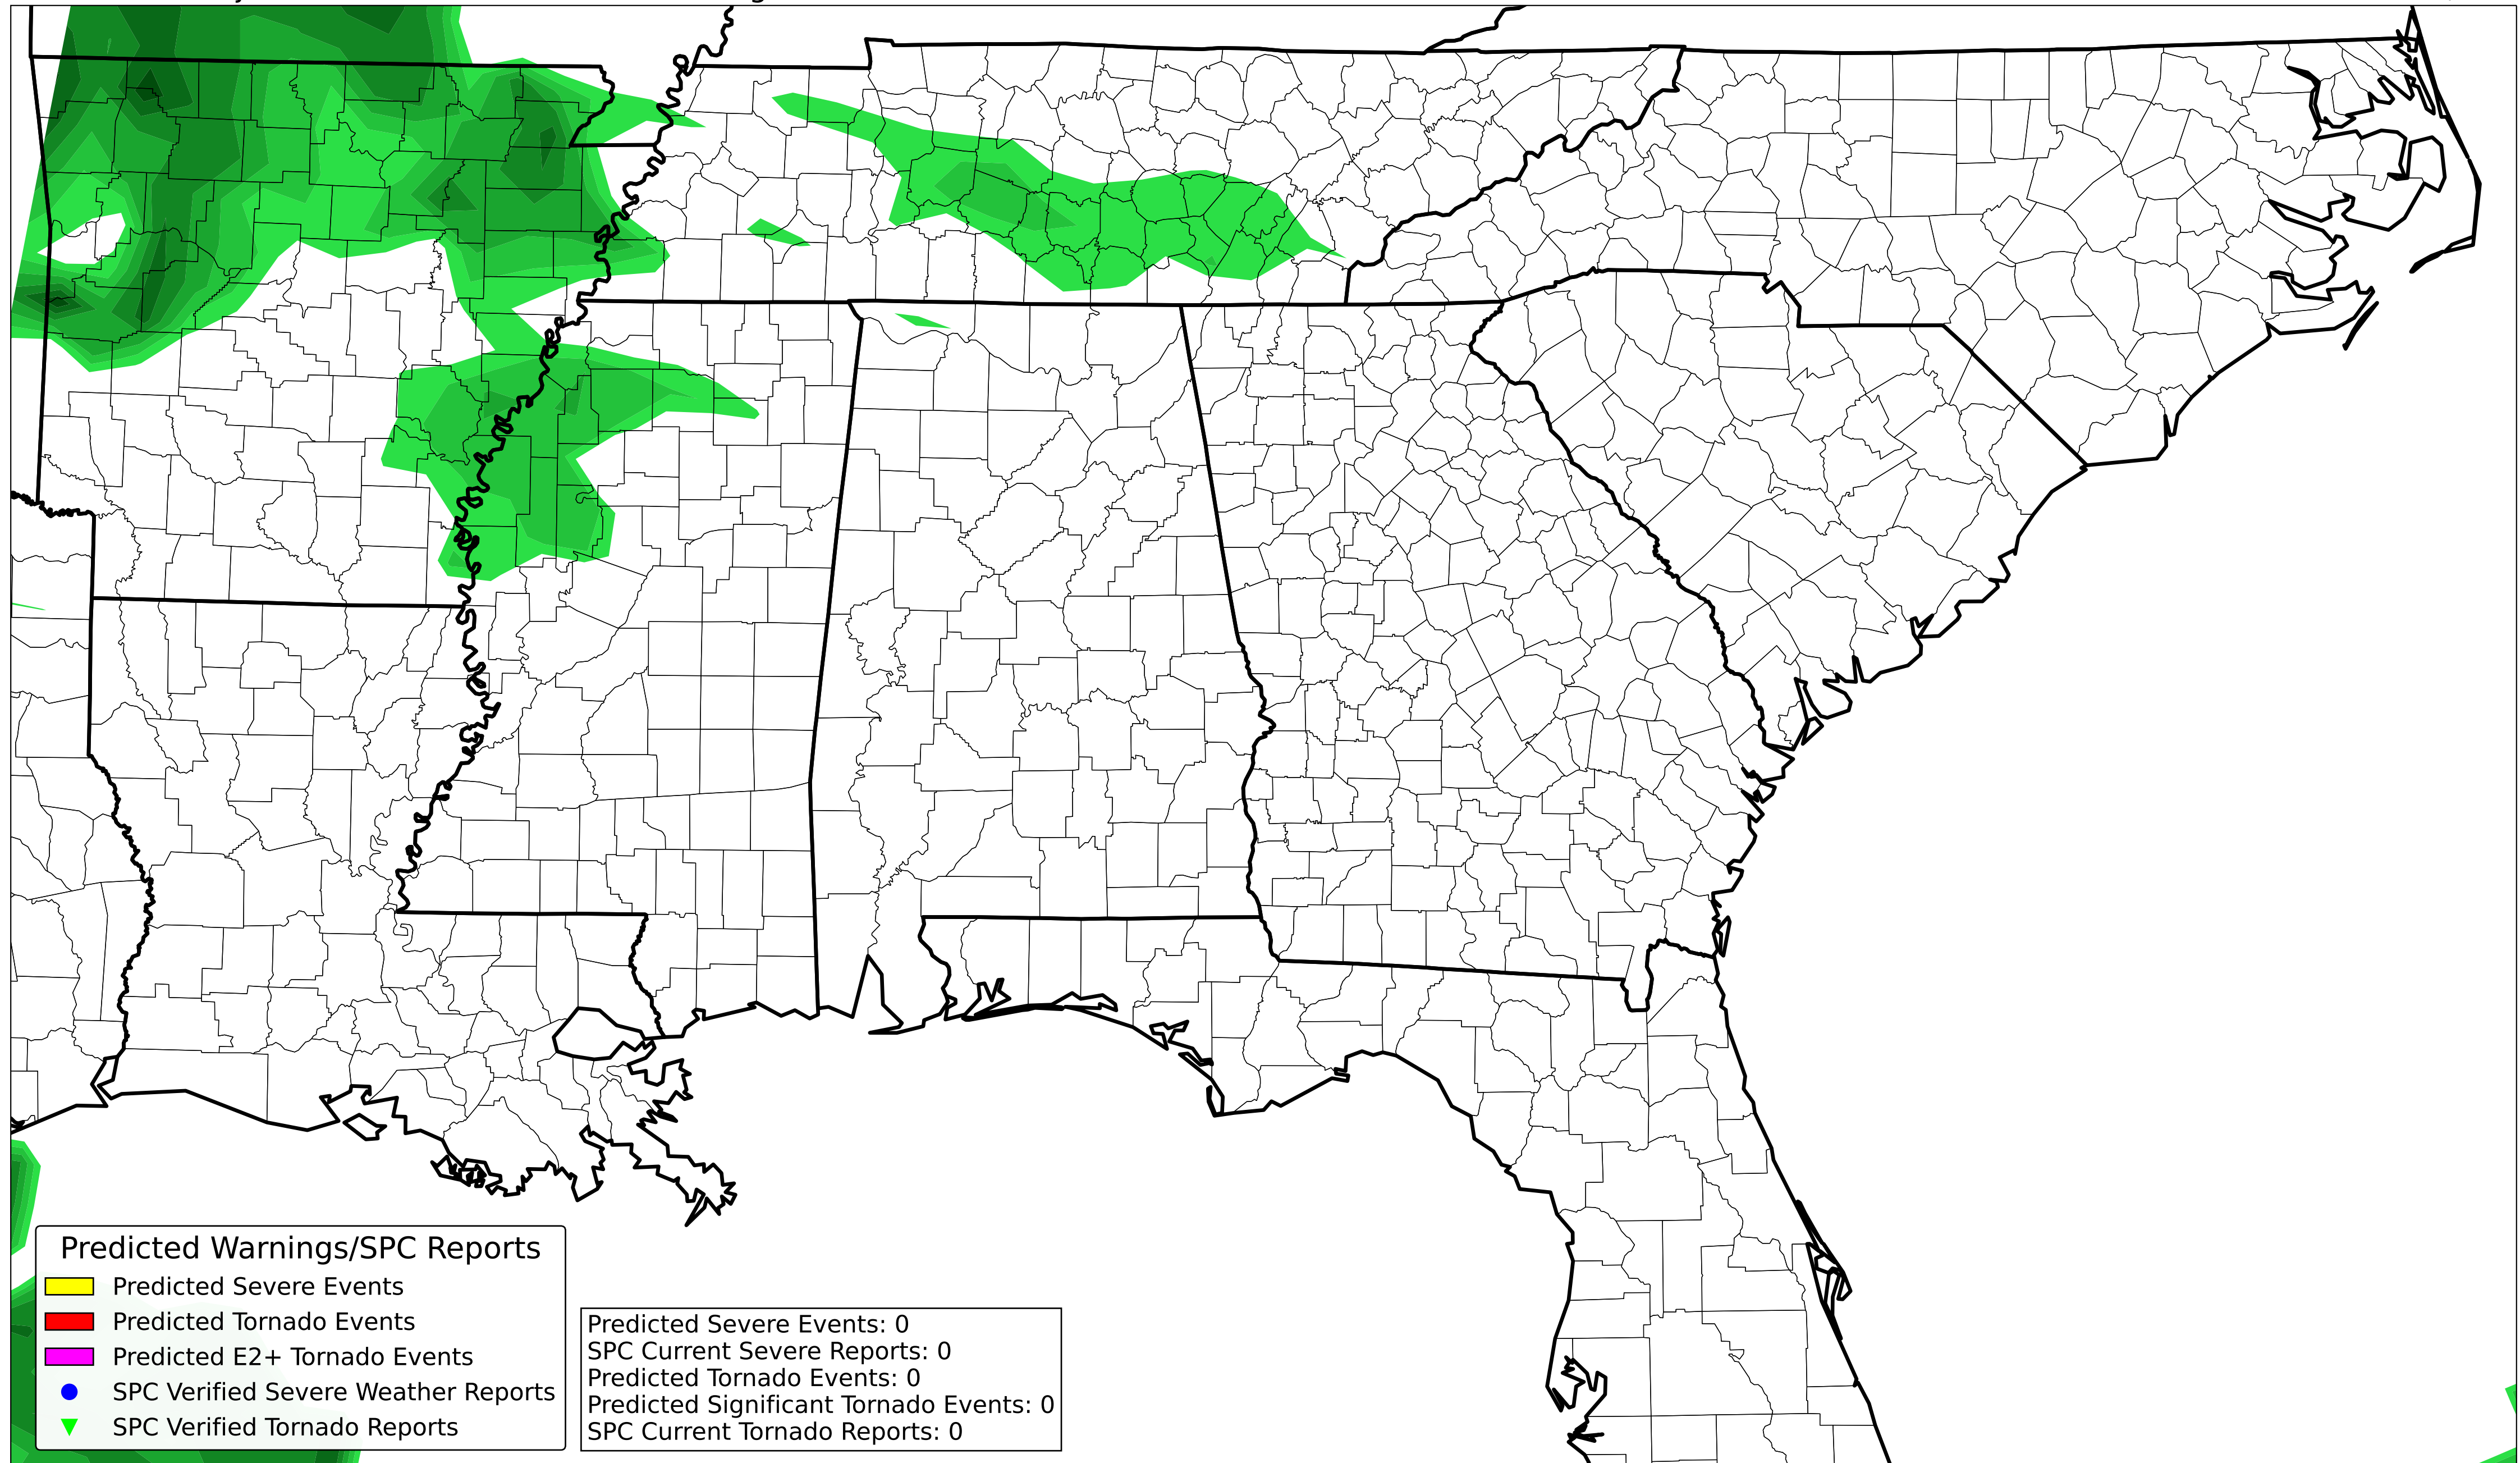 Predicted Warnings/SPC Reports
Predicted Severe Events
Predicted Tornado Events
Predicted E2+ Tornado Events
SPC Verified Severe Weather Reports
SPC Verified Tornado Reports
Predicted Severe Events: 0
SPC Current Severe Reports: 0
Predicted Tornado Events: 0
Predicted Significant Tornado Events: 0
SPC Current Tornado Reports: 0